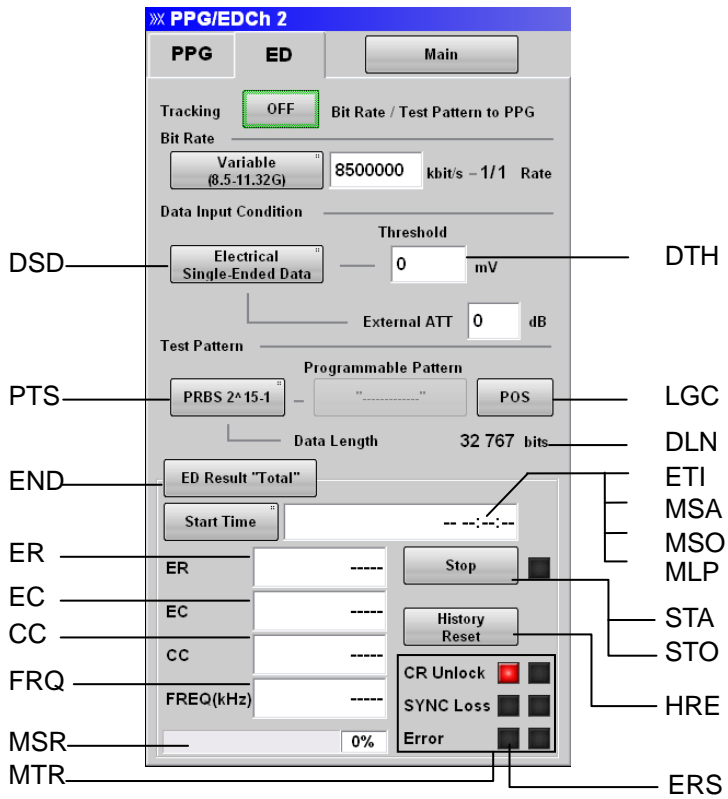 PPG/EDCh 2
PPG ED Main
Tracking OFF Bit Rate / Test Pattern to PPG
Bit Rate
Variable
(8.5-11.32G)
8500000 kbit/s – 1/1 Rate
Data Input Condition
Threshold
DSD
Electrical
Single-Ended Data
0 mV
DTH
External ATT 0 dB
Test Pattern
Programmable Pattern
PTS PRBS 2^15-1 "-------------" POS LGC
Data Length 32 767 bits DLN
END ED Result "Total" ETI
Start Time -- --:--:-- MSA
MSO
MLP
ER ER ----- Stop
EC EC ----- STA
History
Reset
CC CC ----- STO
CR Unlock
FRQ FREQ(kHz) ----- SYNC Loss HRE
MSR 0% Error
MTR ERS